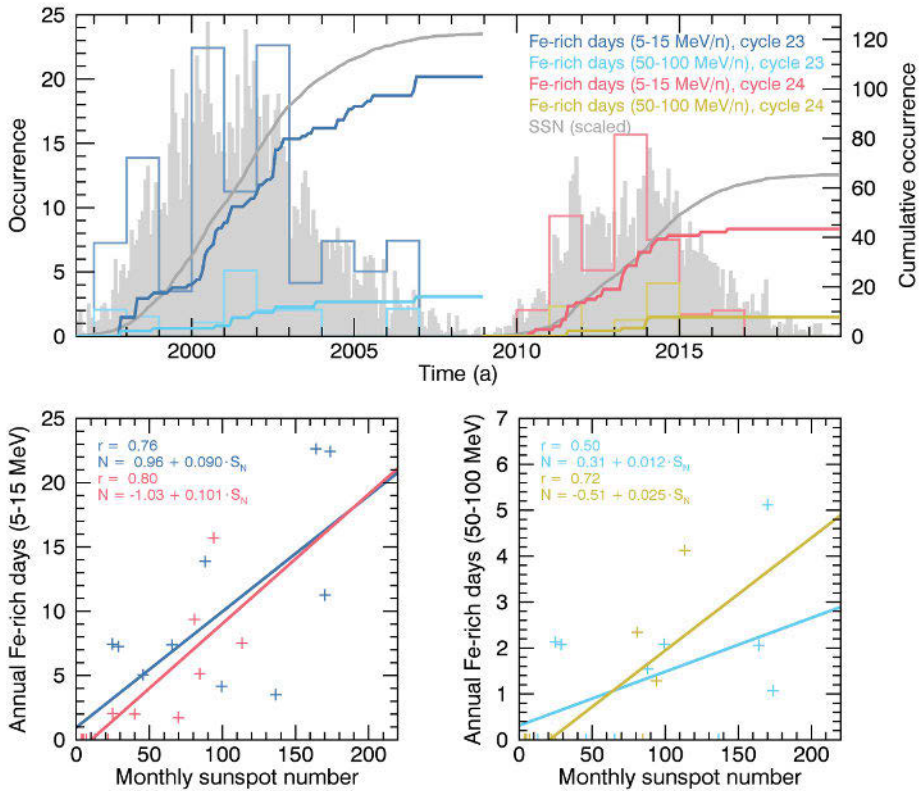 Fe-rich days (5-15 MeV/n), cycle 23
Fe-rich days (50-100 MeV/n), cycle 23
Fe-rich days (5-15 MeV/n), cycle 24
Fe-rich days (50-100 MeV/n), cycle 24
SSN (scaled)
Occurrence
25
20
15
10
5
0
Cumulative occurrence
120
100
80
60
40
20
0
2000
2005
2010
2015
Time (a)
Annual Fe-rich days (5-15 MeV)
25
20
15
10
5
0
r = 0.76
N = 0.96 + 0.090·S_N
r = 0.80
N = -1.03 + 0.101·S_N
0
50
100
150
200
Monthly sunspot number
Annual Fe-rich days (50-100 MeV)
7
6
5
4
3
2
1
0
r = 0.50
N = 0.31 + 0.012·S_N
r = 0.72
N = -0.51 + 0.025·S_N
0
50
100
150
200
Monthly sunspot number